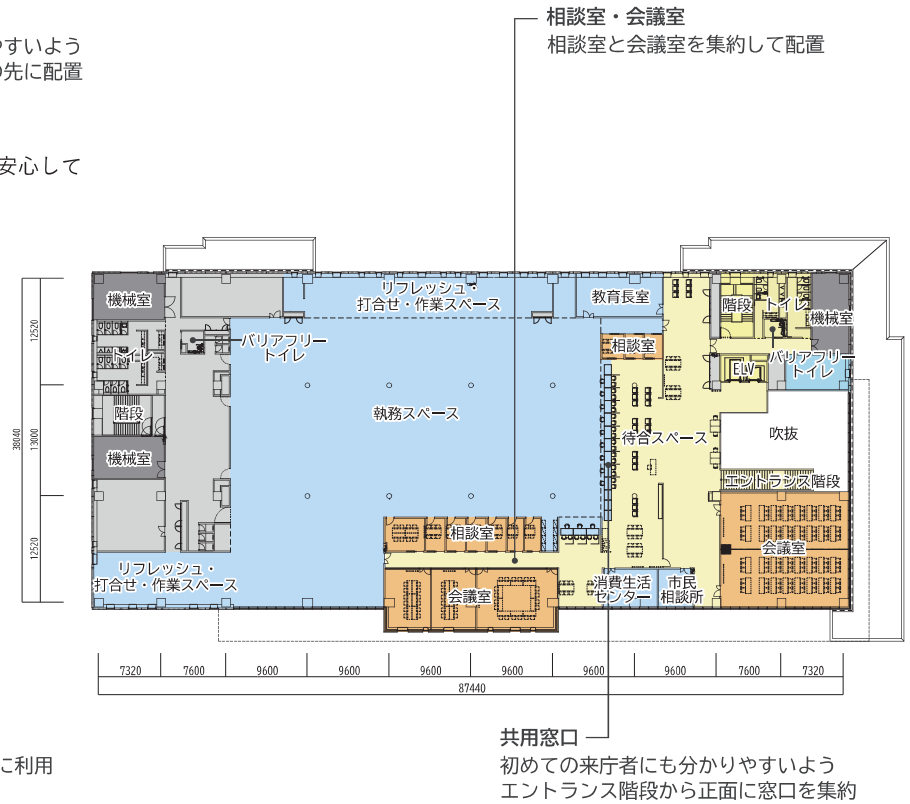 相談室・会議室
相談室と会議室を集約して配置
やすいよう
の先に配置
安心して
機械室
リフレッシュ・
打合せ・作業スペース
教育長室
階段
トイレ
機械室
バリアフリー
トイレ
相談室
トイレ
ELV
バリアフリー
トイレ
階段
執務スペース
待合スペース
吹抜
機械室
エントランス階段
相談室
会議室
リフレッシュ・
打合せ・作業スペース
会議室
消費生活
センター
市民
相談所
12520
13000
12520
38040
7320
7600
9600
9600
9600
9600
9600
9600
7600
7320
87440
共用窓口
初めての来庁者にも分かりやすいよう
エントランス階段から正面に窓口を集約
に利用